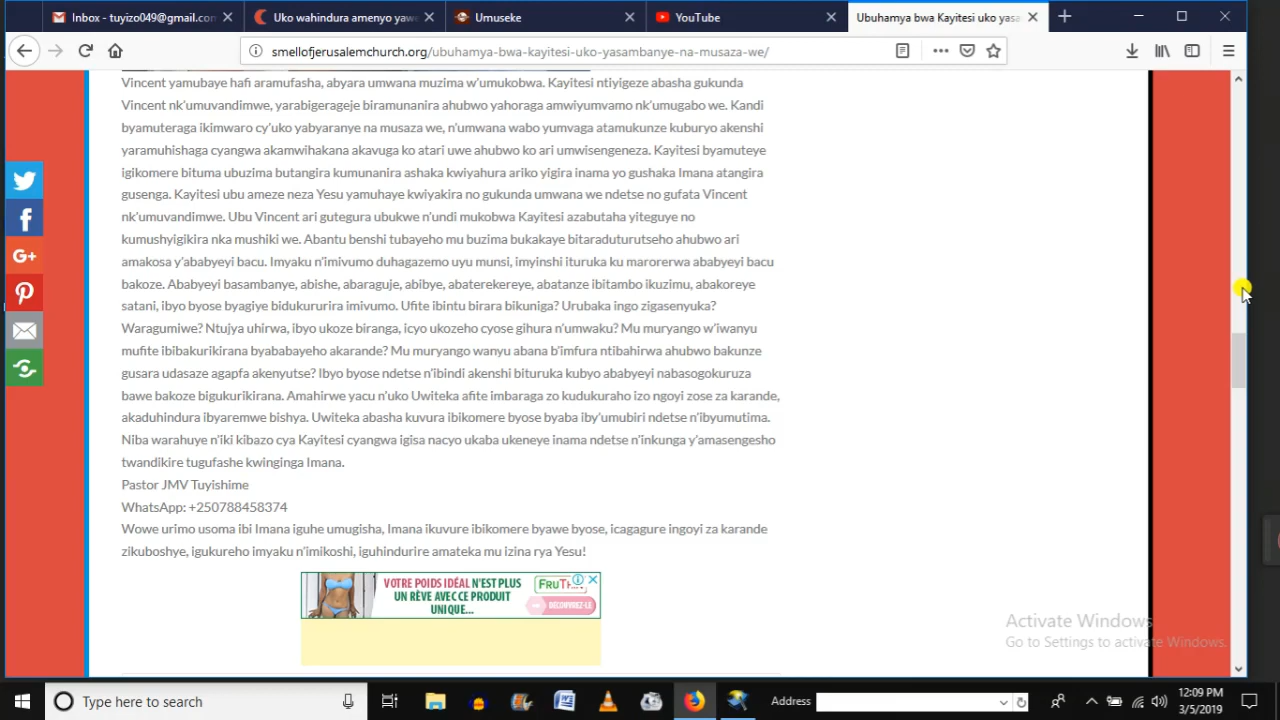 Inbox - tuyizo049@gmail.con
Uko wahindura amenyo yaw
Umuseke
YouTube
Ubuhamya bwa Kayitesi uko yasa
smellofjerusalemchurch.org/ubuhamya-bwa-kayitesi-uko-yasambanye-na-musaza-we/
Vincent yamubaye hafi aramufasha, abyara umwana muzima w'umukobwa. Kayitesi ntiyigeze abasha gukunda
Vincent nk'umuvandimwe, yarabigerageje biramunanira ahubwo yahoraga amwiyumvamo nk'umugabo we. Kandi
byamuteraga ikimwaro cy'uko yabyaranye na musaza we, n'umwana wabo yumvaga atamukunze kuburyo akenshi
yaramuhishaga cyangwa akamwihakana akavuga ko atari uwe ahubwo ko ari umwisengeneza. Kayitesi byamuteye
igikomere bituma ubuzima butangira kumunanira ashaka kwiyahura ariko yigira inama yo gushaka Imana atangira
gusenga. Kayitesi ubu ameze neza Yesu yamuhaye kwiyakira no gukunda umwana we ndetse no gufata Vincent
nk'umuvandimwe. Ubu Vincent ari gutegura ubukwe n'undi mukobwa Kayitesi azabutaha yiteguye no
kumushyigikira nka mushiki we. Abantu benshi tubayeho mu buzima bukakaye bitaraduturutseho ahubwo ari
amakosa y'ababyeyi bacu. Imyaku n'imivumo duhagazemo uyu munsi, imyinshi ituruka ku marorerwa ababyeyi bacu
bakoze. Ababyeyi basambanye, abishe, abaraguje, abibye, abaterekereye, abatanze ibitambo ikuzimu, abakoreye
satani, ibyo byose byagiye bidukururira imivumo. Ufite ibintu birara bikuniga? Urubaka ingo zigasenyuka?
Waragumiwe? Ntujya uhirwa, ibyo ukoze biranga, icyo ukozeho cyose gihura n'umwaku? Mu muryango w'iwanyu
mufite ibibakurikirana byababayeho akarande? Mu muryango wanyu abana b'imfura ntibahirwa ahubwo bakunze
gusara udasaze agapfa akenyutse? Ibyo byose ndetse n'ibindi akenshi bituruka kubyo ababyeyi nabasogokuruza
bawe bakoze bigukurikirana. Amahirwe yacu n'uko Uwiteka afite imbaraga zo kudukuraho izo ngoyi zose za karande,
akaduhindura ibyaremwe bishya. Uwiteka abasha kuvura ibikomere byose byaba iby'umubiri ndetse n'ibyumutima.
Niba warahuye n'iki kibazo cya Kayitesi cyangwa igisa nacyo ukaba ukeneye inama ndetse n'inkunga y'amasengesho
twandikire tugufashe kwinginga Imana.
Pastor JMV Tuyishime
WhatsApp: +250788458374
Wowe urimo usoma ibi Imana iguhe umugisha, Imana ikuvure ibikomere byawe byose, icagagure ingoyi za karande
zikuboshye, igukureho imyaku n'imikoshi, iguhindurire amateka mu izina rya Yesu!
VOTRE POIDS IDÉAL N'EST PLUS
UN RÊVE AVEC CE PRODUIT
UNIQUE...
DÉCOUVREZ-LE
Activate Windows
Go to Settings to activate Windows.
Type here to search
Address
12:09 PM
3/5/2019